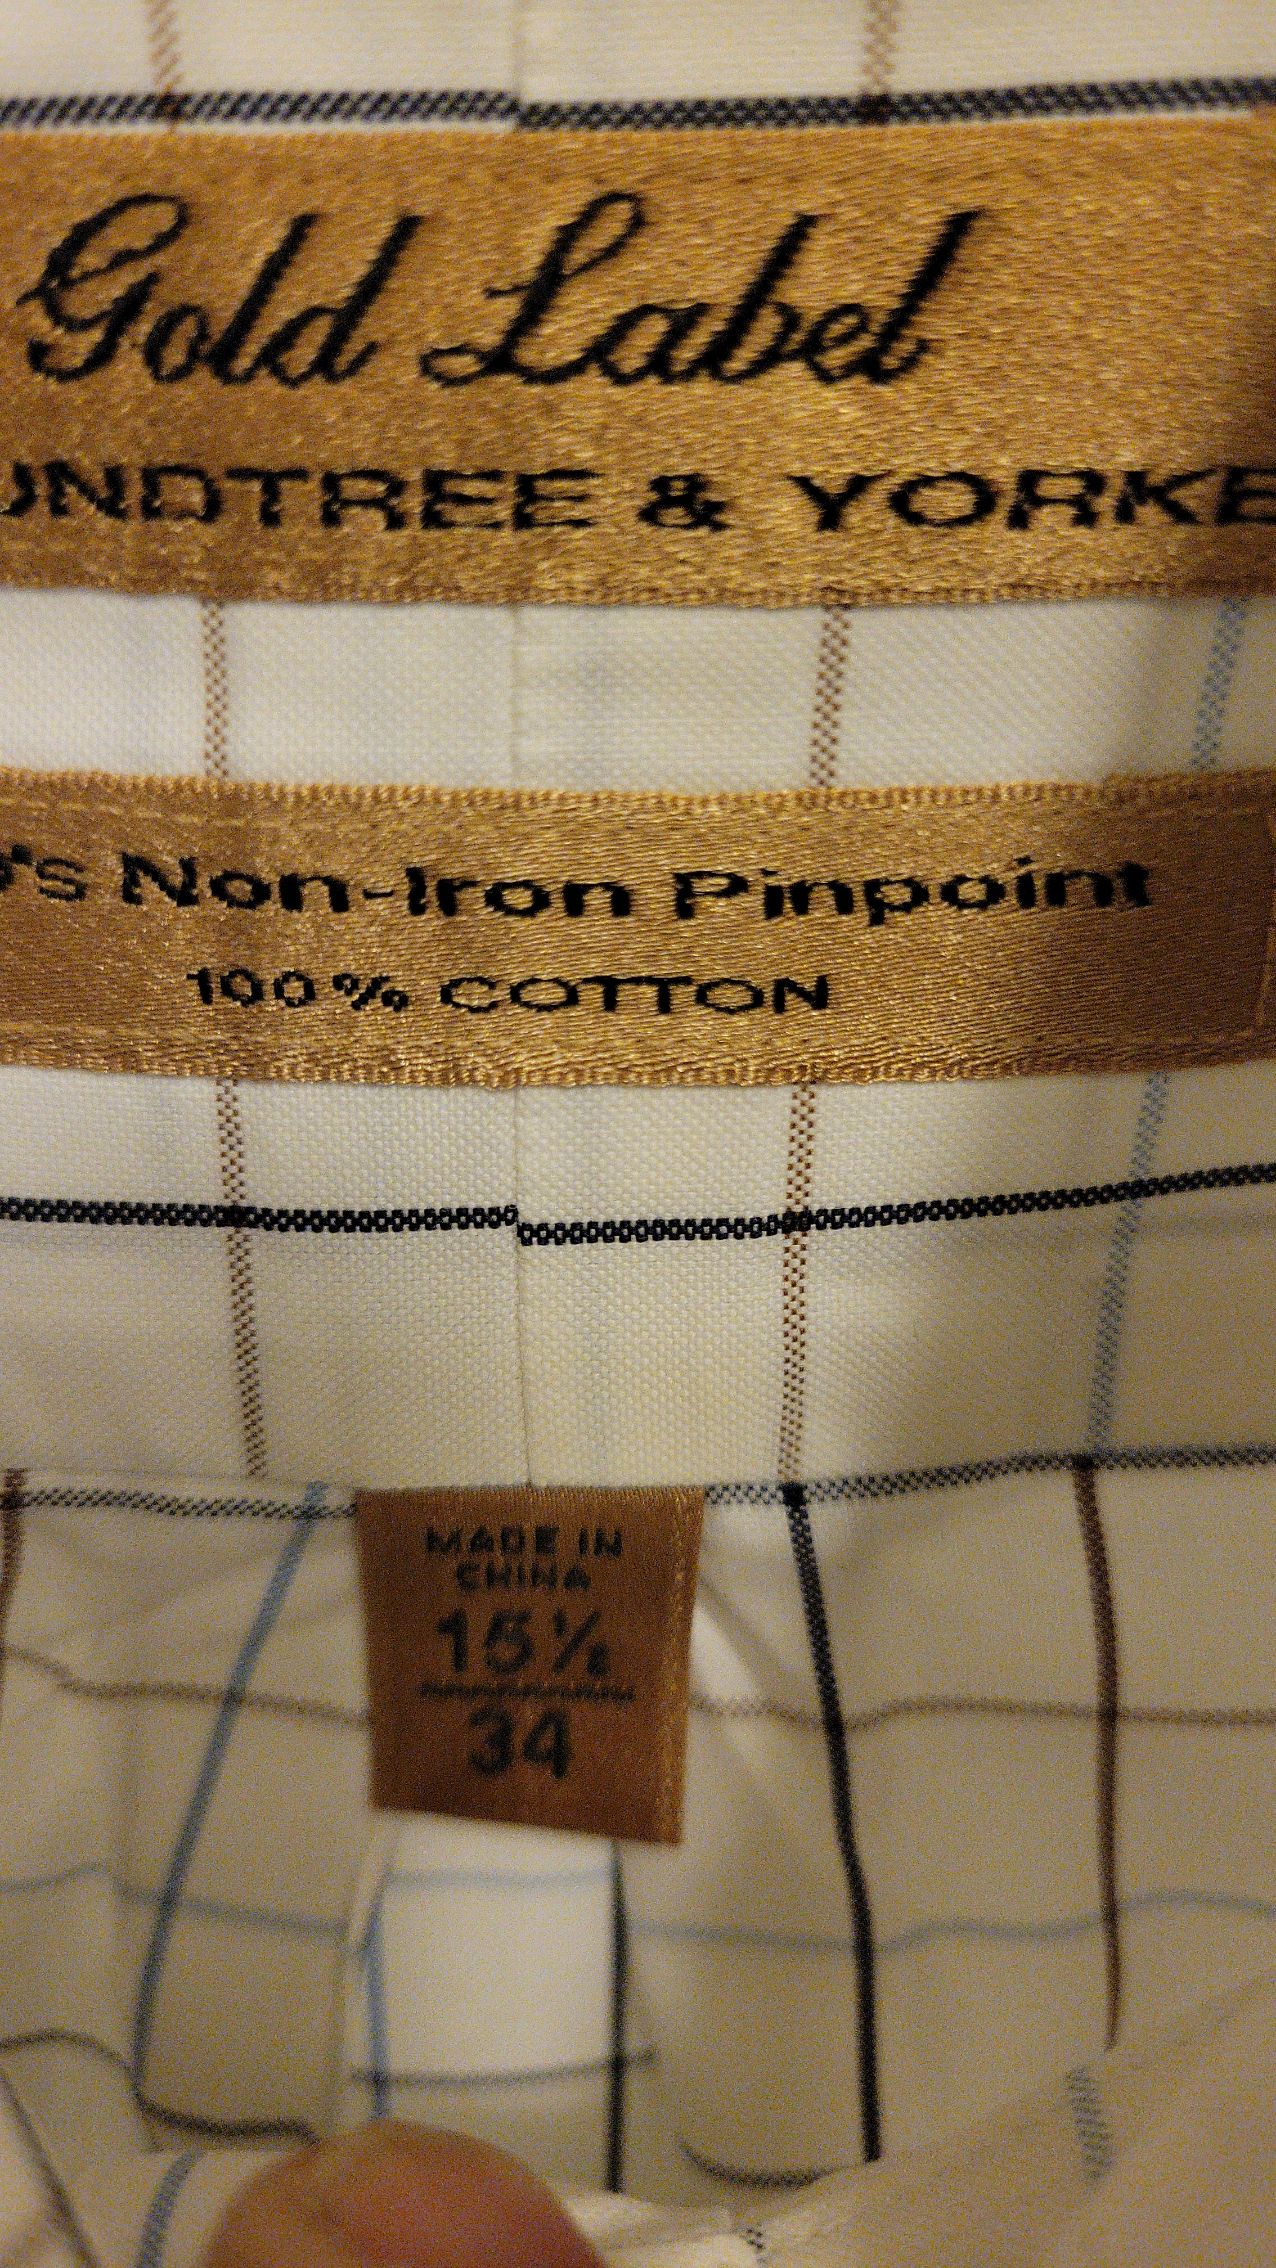 Gold Label
UNDTREE & YORKE
's Non-Iron Pinpoint
100% COTTON
MADE IN
CHINA
15½
34